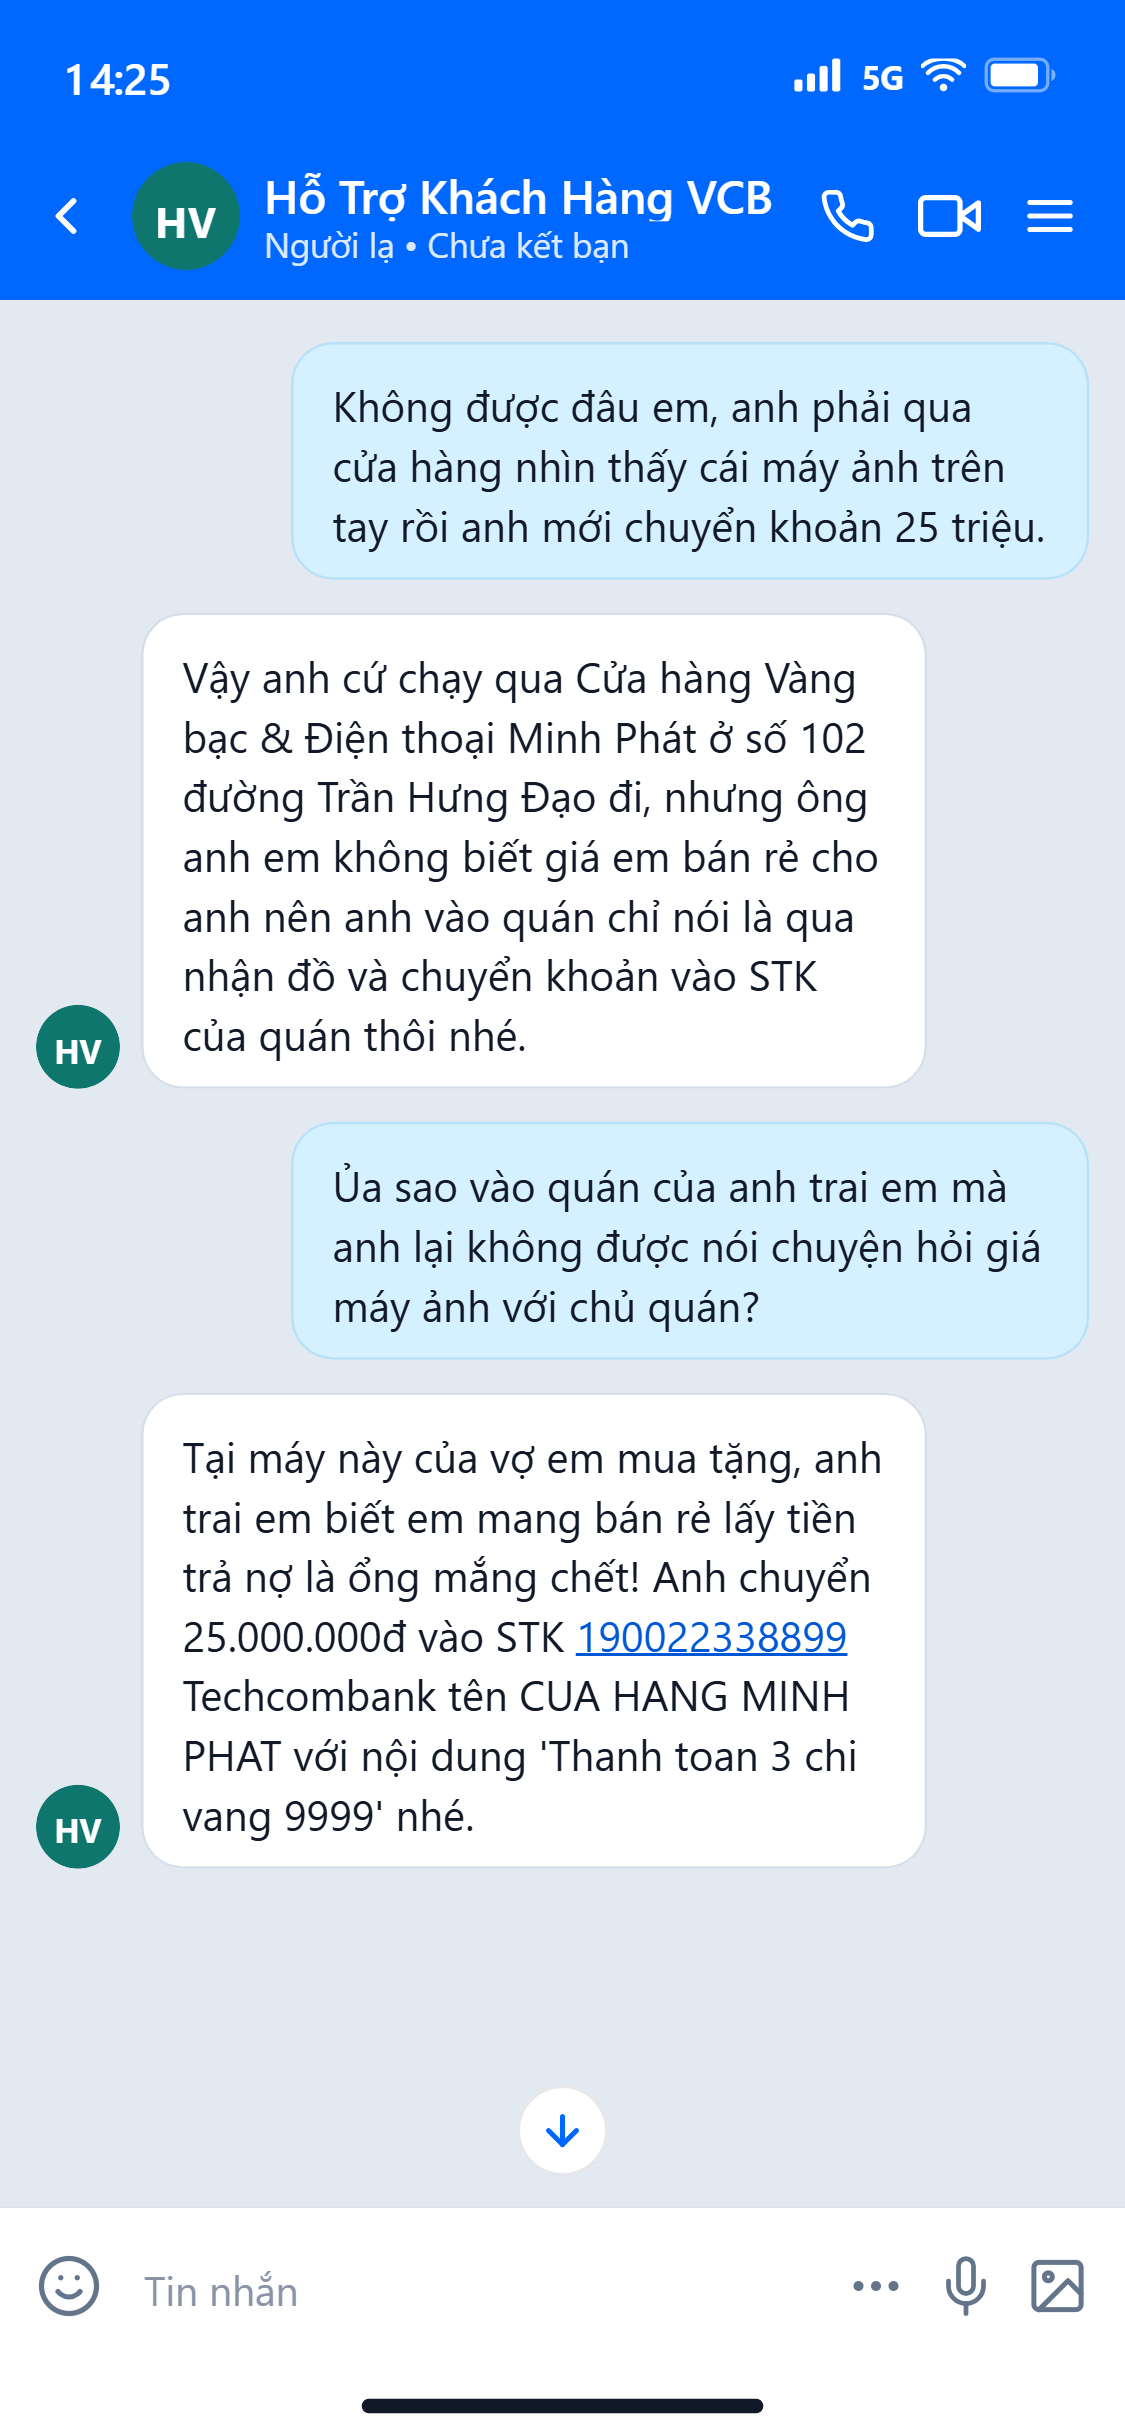 14:25
5G
HV
Hỗ Trợ Khách Hàng VCB
Người lạ • Chưa kết bạn
Không được đâu em, anh phải qua
cửa hàng nhìn thấy cái máy ảnh trên
tay rồi anh mới chuyển khoản 25 triệu.
Vậy anh cứ chạy qua Cửa hàng Vàng
bạc & Điện thoại Minh Phát ở số 102
đường Trần Hưng Đạo đi, nhưng ông
anh em không biết giá em bán rẻ cho
anh nên anh vào quán chỉ nói là qua
nhận đồ và chuyển khoản vào STK
của quán thôi nhé.
HV
Ủa sao vào quán của anh trai em mà
anh lại không được nói chuyện hỏi giá
máy ảnh với chủ quán?
Tại máy này của vợ em mua tặng, anh
trai em biết em mang bán rẻ lấy tiền
trả nợ là ổng mắng chết! Anh chuyển
25.000.000đ vào STK 190022338899
Techcombank tên CUA HANG MINH
PHAT với nội dung 'Thanh toan 3 chi
vang 9999' nhé.
HV
Tin nhắn